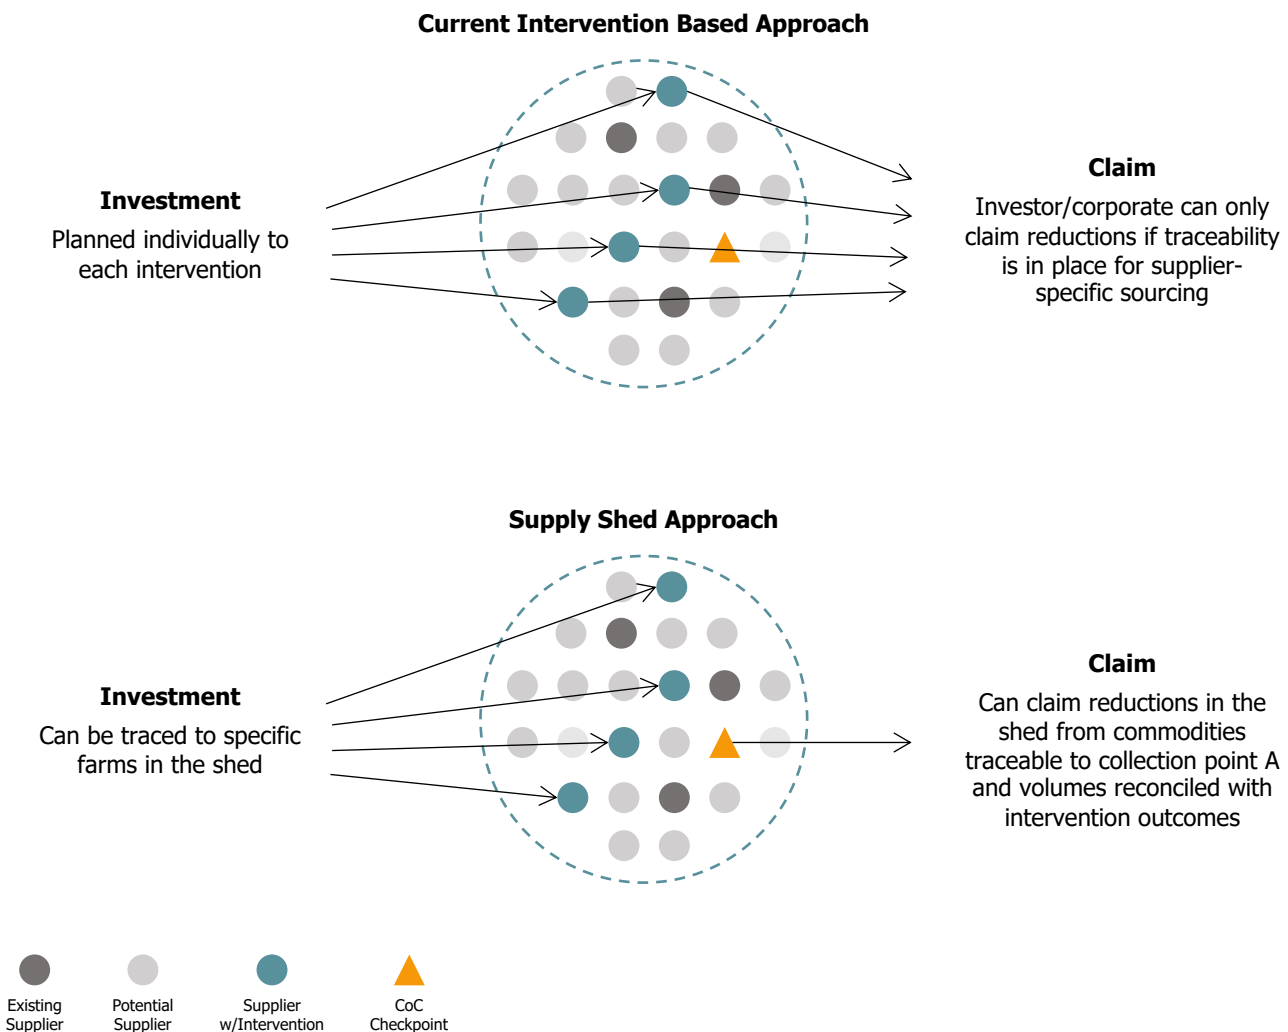 Current Intervention Based Approach
Investment
Planned individually to
each intervention
Claim
Investor/corporate can only
claim reductions if traceability
is in place for supplier-
specific sourcing
Supply Shed Approach
Investment
Can be traced to specific
farms in the shed
Claim
Can claim reductions in the
shed from commodities
traceable to collection point A
and volumes reconciled with
intervention outcomes
Existing
Supplier
Potential
Supplier
Supplier
w/Intervention
CoC
Checkpoint